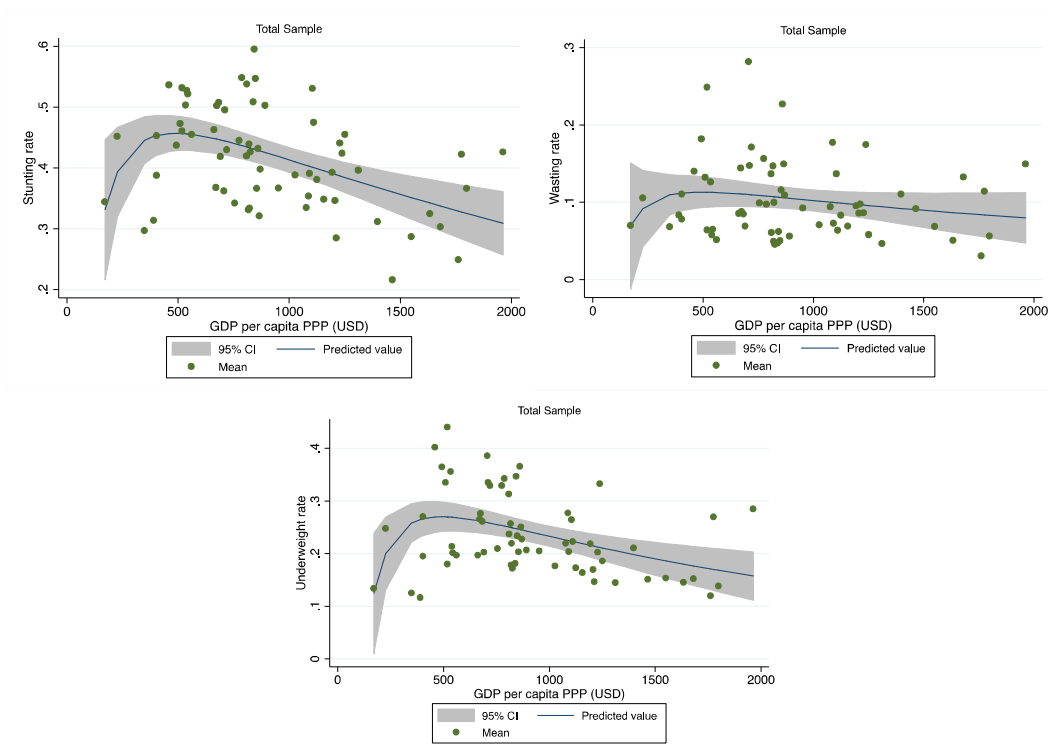 Total Sample
Stunting rate
.6
.5
.4
.3
.2
0
500
1000
1500
2000
GDP per capita PPP (USD)
95% CI
Predicted value
Mean
Total Sample
Wasting rate
.3
.2
.1
0
0
500
1000
1500
2000
GDP per capita PPP (USD)
95% CI
Predicted value
Mean
Total Sample
Underweight rate
.4
.3
.2
.1
0
0
500
1000
1500
2000
GDP per capita PPP (USD)
95% CI
Predicted value
Mean